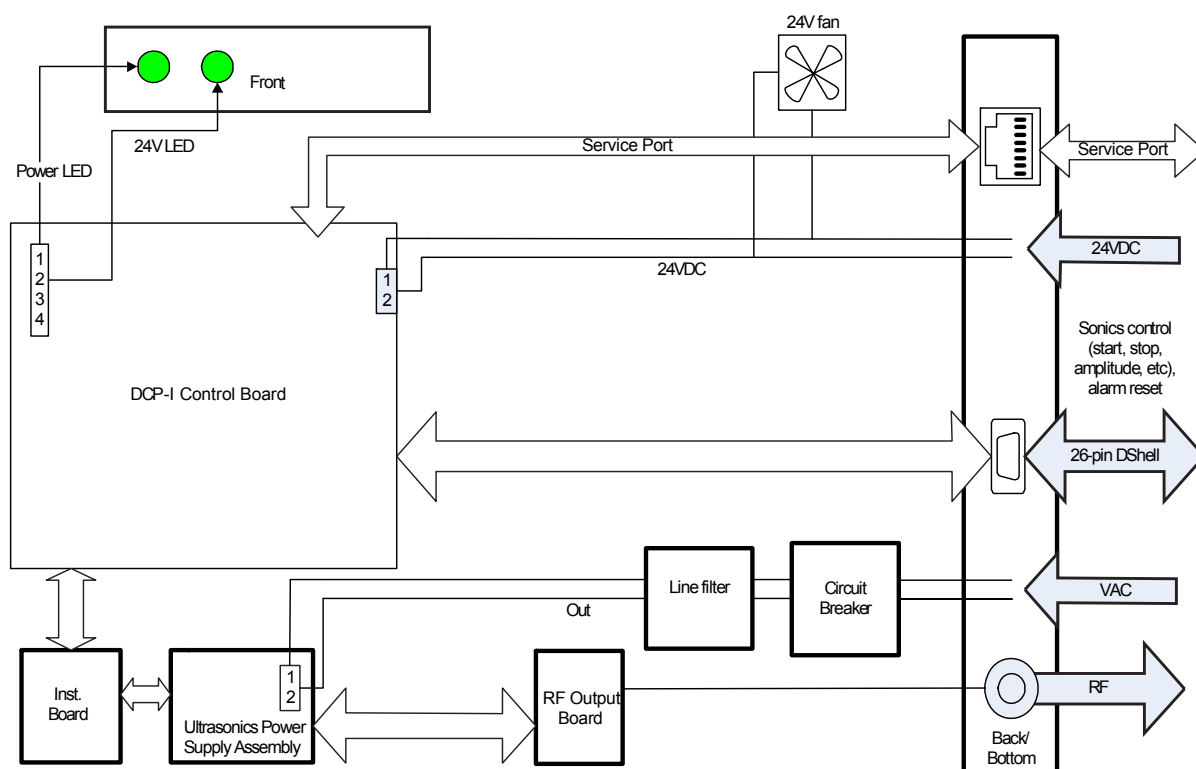 24V fan
Front
24V LED
Power LED
Service Port
Service Port
1
2
3
4
1
2
24VDC
24VDC
DCP-I Control Board
Sonics control
(start, stop,
amplitude, etc),
alarm reset
26-pin DShell
Line filter
Circuit
Breaker
VAC
Out
Inst.
Board
1
2
Ultrasonics Power
Supply Assembly
RF Output
Board
RF
Back/
Bottom